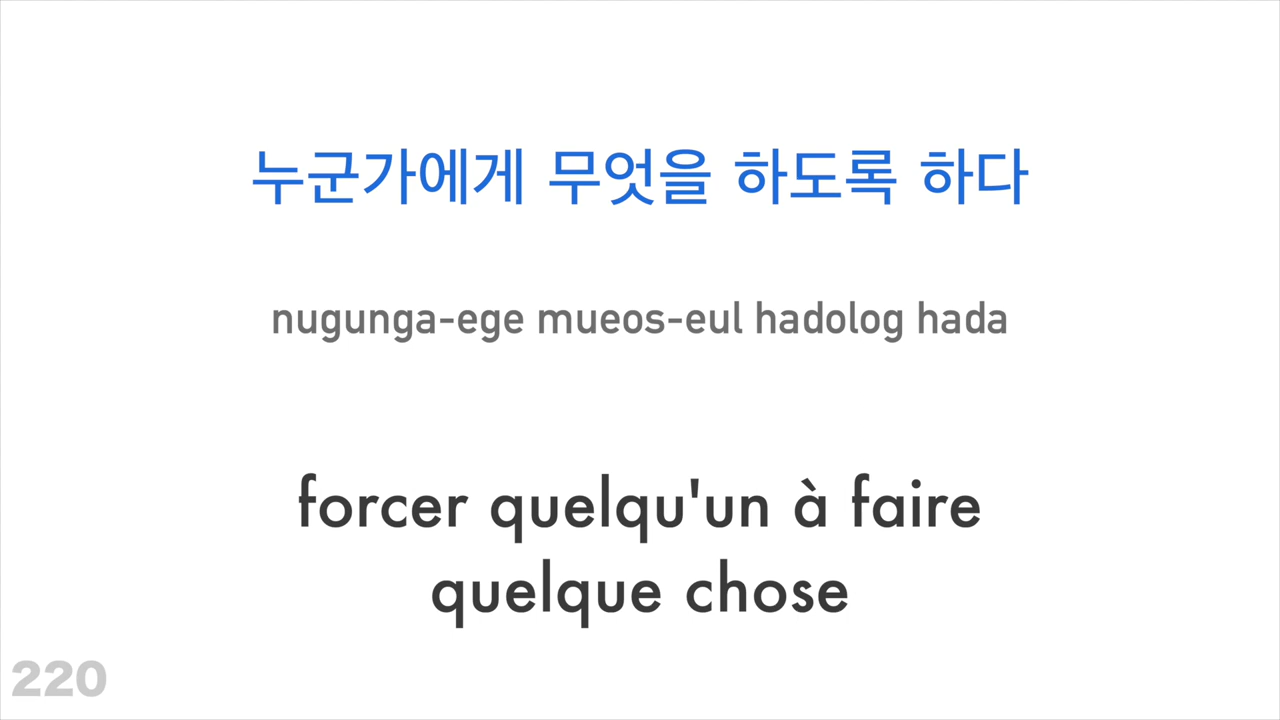 누군가에게 무엇을 하도록 하다
nugunga-ege mueos-eul hadolog hada
forcer quelqu'un à faire
quelque chose
220